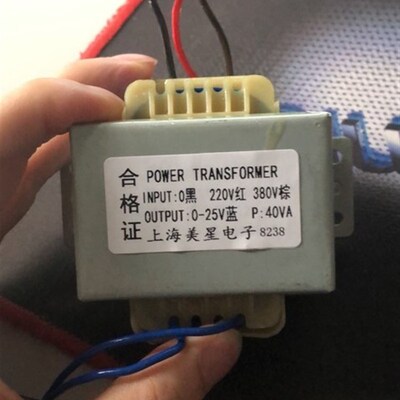 合格证
POWER TRANSFORMER
INPUT:0黑 220V红 380V棕
OUTPUT:0-25V蓝 P:40VA
上海美星电子 8238